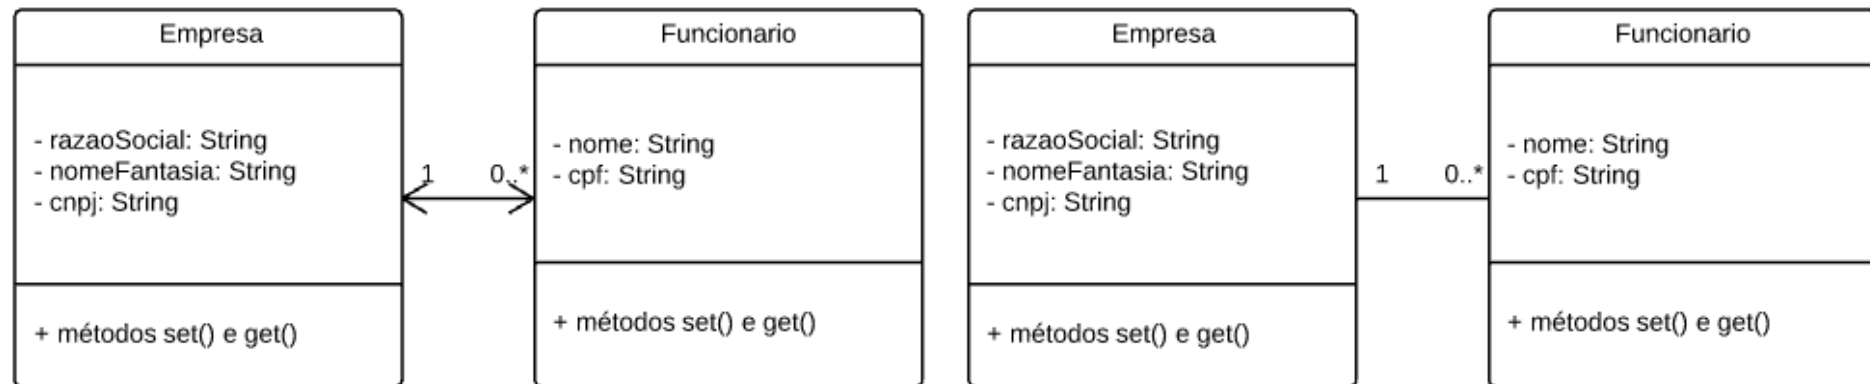 Empresa
- razaoSocial: String
- nomeFantasia: String
- cnpj: String
+ métodos set() e get()
1
0..*
Funcionario
- nome: String
- cpf: String
+ métodos set() e get()
Empresa
- razaoSocial: String
- nomeFantasia: String
- cnpj: String
+ métodos set() e get()
1
0..*
Funcionario
- nome: String
- cpf: String
+ métodos set() e get()